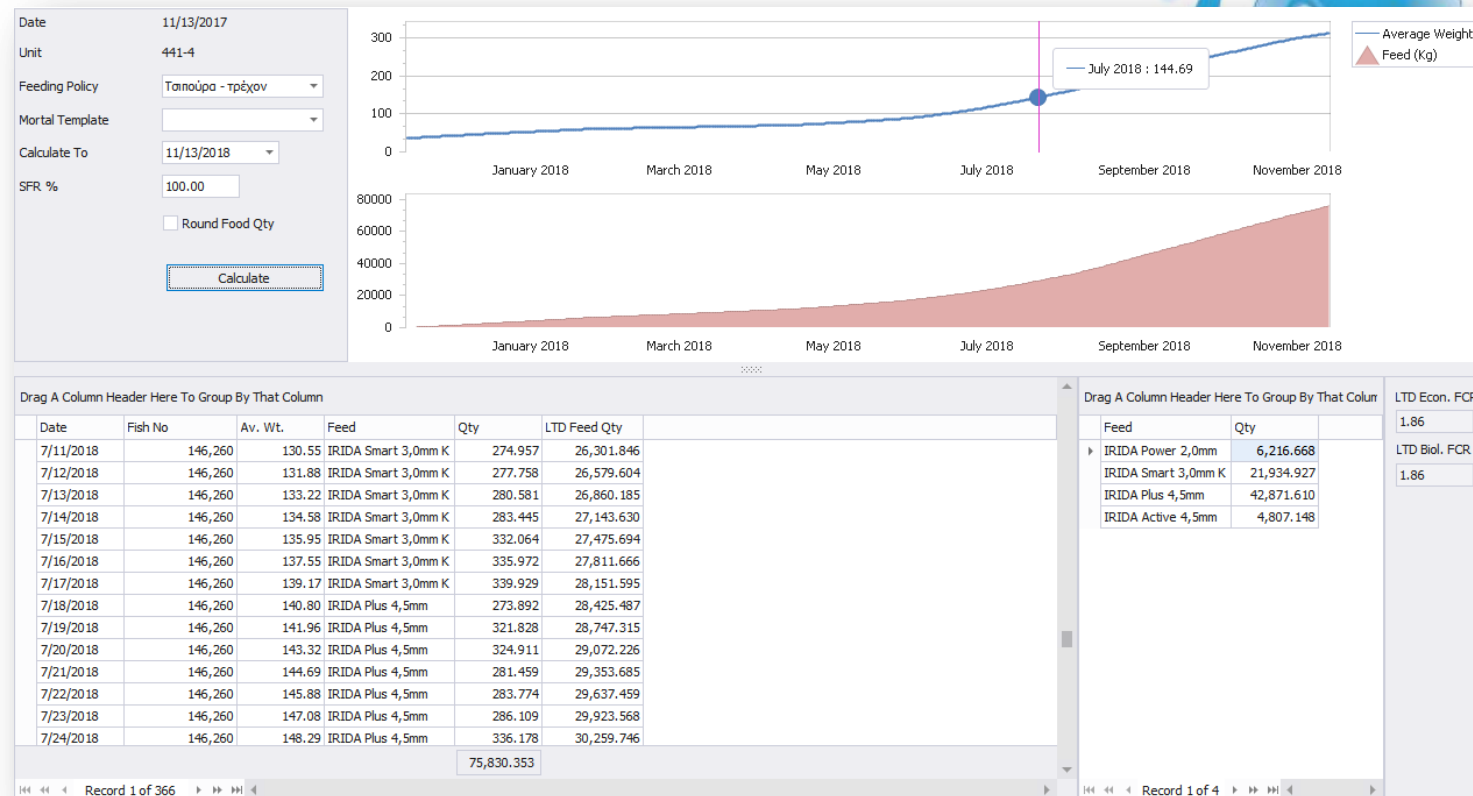 Date 11/13/2017
Unit 441-4
Feeding Policy Τσιπούρα - τρέχον
Mortal Template
Calculate To 11/13/2018
SFR % 100.00
Round Food Qty
Calculate
300
200
100
0
July 2018 : 144.69
January 2018 March 2018 May 2018 July 2018 September 2018 November 2018
Average Weight
Feed (Kg)
80000
60000
40000
20000
0
January 2018 March 2018 May 2018 July 2018 September 2018 November 2018
Drag A Column Header Here To Group By That Column
Date Fish No Av. Wt. Feed Qty LTD Feed Qty
7/11/2018 146,260 130.55 IRIDA Smart 3,0mm K 274.957 26,301.846
7/12/2018 146,260 131.88 IRIDA Smart 3,0mm K 277.758 26,579.604
7/13/2018 146,260 133.22 IRIDA Smart 3,0mm K 280.581 26,860.185
7/14/2018 146,260 134.58 IRIDA Smart 3,0mm K 283.445 27,143.630
7/15/2018 146,260 135.95 IRIDA Smart 3,0mm K 332.064 27,475.694
7/16/2018 146,260 137.55 IRIDA Smart 3,0mm K 335.972 27,811.666
7/17/2018 146,260 139.17 IRIDA Smart 3,0mm K 339.929 28,151.595
7/18/2018 146,260 140.80 IRIDA Plus 4,5mm 273.892 28,425.487
7/19/2018 146,260 141.96 IRIDA Plus 4,5mm 321.828 28,747.315
7/20/2018 146,260 143.32 IRIDA Plus 4,5mm 324.911 29,072.226
7/21/2018 146,260 144.69 IRIDA Plus 4,5mm 281.459 29,353.685
7/22/2018 146,260 145.88 IRIDA Plus 4,5mm 283.774 29,637.459
7/23/2018 146,260 147.08 IRIDA Plus 4,5mm 286.109 29,923.568
7/24/2018 146,260 148.29 IRIDA Plus 4,5mm 336.178 30,259.746
75,830.353
Record 1 of 366
Drag A Column Header Here To Group By That Colum
Feed Qty
IRIDA Power 2,0mm 6,216.668
IRIDA Smart 3,0mm K 21,934.927
IRIDA Plus 4,5mm 42,871.610
IRIDA Active 4,5mm 4,807.148
Record 1 of 4
LTD Econ. FCR
1.86
LTD Biol. FCR
1.86